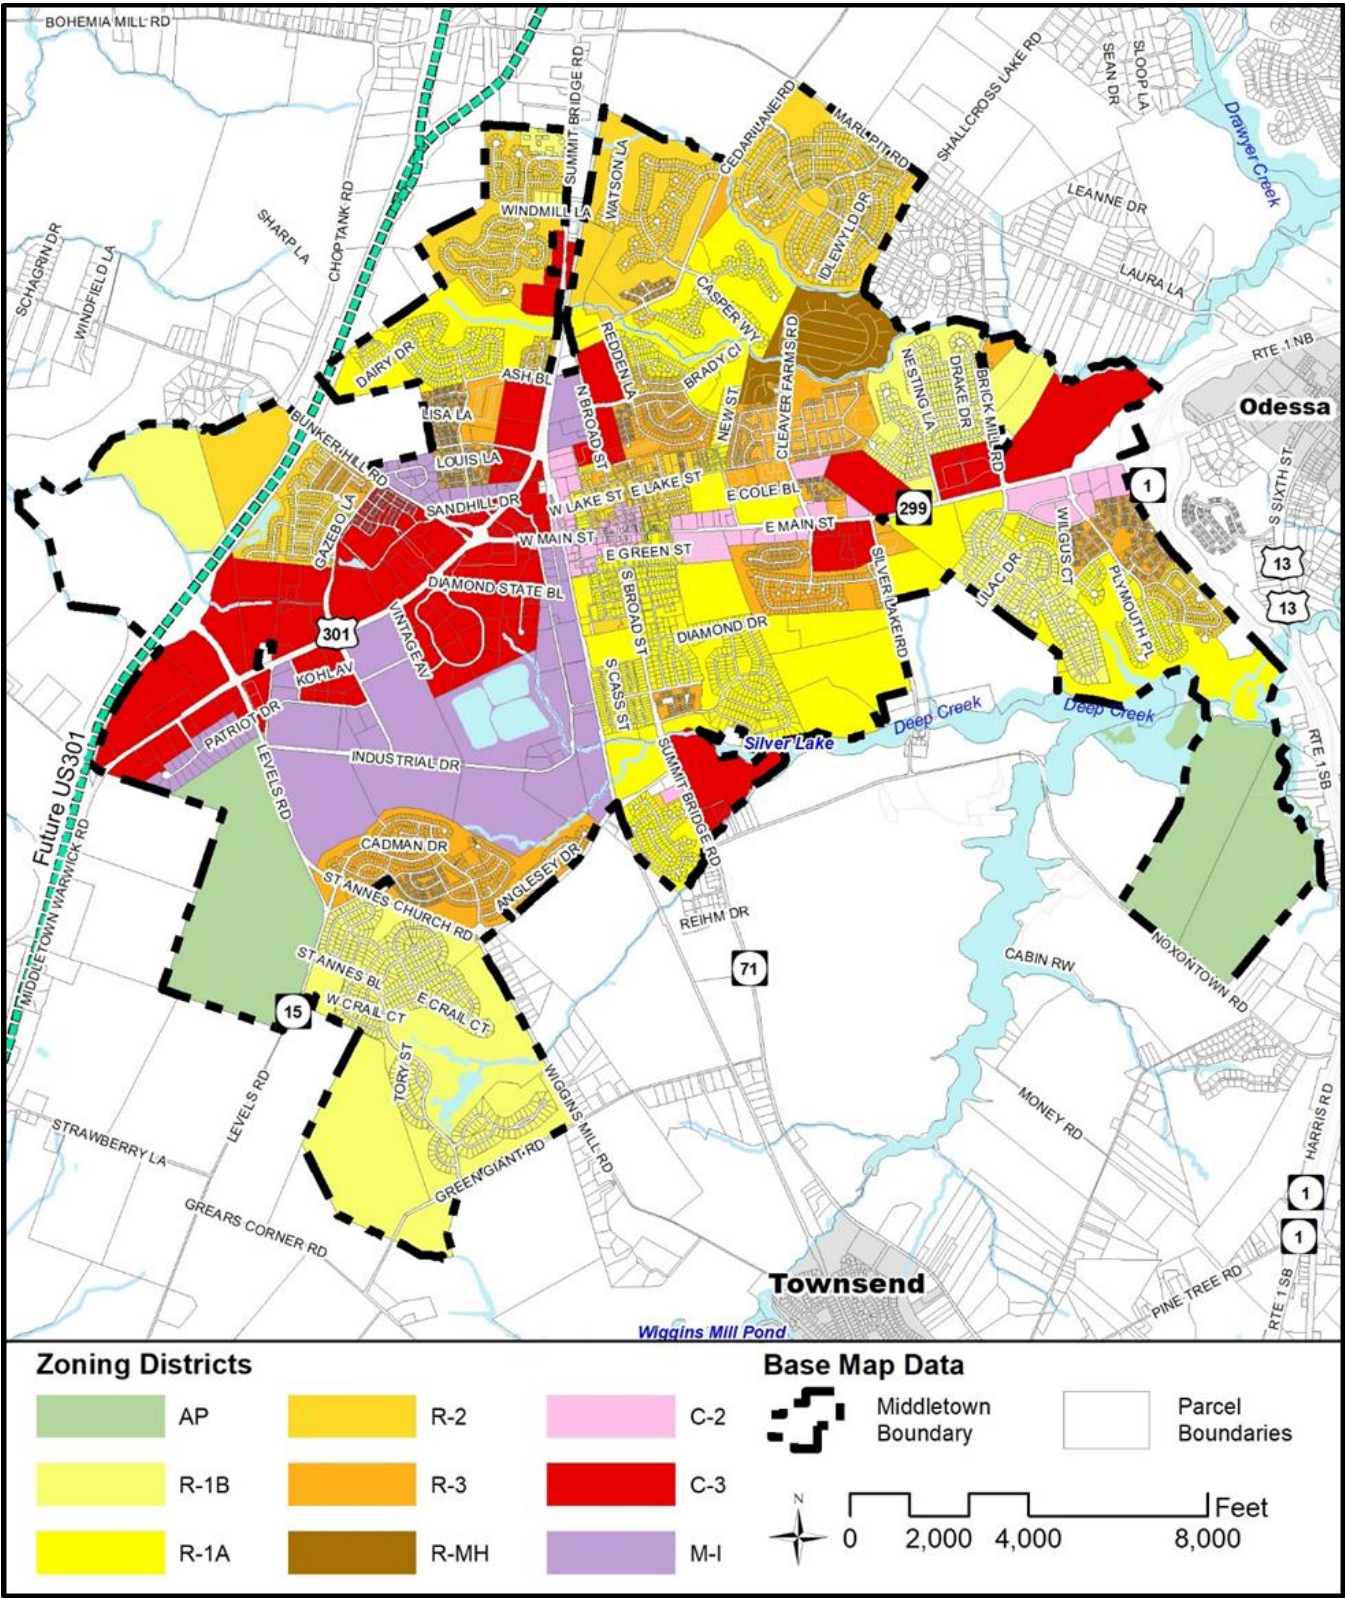 BOHEMIA MILL RD
SUMMIT BRIDGE RD
SHALLCROSS LAKE RD
SEAN DR
SLOOP LA
Drawyer Creek
CEDAR LANE RD
MARL PIT RD
WATSON LA
CHOPTANK RD
SHARP LA
SCHAGRIN DR
WINDFIELD LA
WINDMILL LA
LEANNE DR
IDLEWYLD DR
LAURA LA
CASPER WY
RTE 1 NB
DAIRY DR
REDDEN LA
BRADY CI
CLEAVER FARMS RD
NESTING LA
DRAKE DR
BRICK MILL RD
ASH BL
N BROAD ST
NEW ST
Odessa
LISA LA
BUNKER HILL RD
LOUIS LA
S SIXTH ST
GAZEBO LA
SANDHILL DR
W LAKE ST
E LAKE ST
E COLE BL
1
299
W MAIN ST
E MAIN ST
E GREEN ST
WILGUS CT
13
13
SILVER LAKE RD
LILAC DR
PLYMOUTH PL
DIAMOND STATE BL
S BROAD ST
301
VINTAGE AV
DIAMOND DR
KOHL AV
S CASS ST
PATRIOT DR
Deep Creek
Deep Creek
Silver Lake
INDUSTRIAL DR
SUMMIT BRIDGE RD
LEVELS RD
RTE 1 SB
Future US301
MIDDLETOWN WARWICK RD
CADMAN DR
ANGLESEY DR
ST ANNES CHURCH RD
REIHM DR
71
NOXONTOWN RD
CABIN RW
ST ANNES BL
W CRAIL CT
E CRAIL CT
15
TORY ST
WIGGINS MILL RD
MONEY RD
LEVELS RD
STRAWBERRY LA
GREEN GIANT RD
HARRIS RD
GREARS CORNER RD
1
1
Townsend
PINE TREE RD
RTE 1 SB
Wiggins Mill Pond
Zoning Districts
AP
R-1B
R-1A
R-2
R-3
R-MH
C-2
C-3
M-I
Base Map Data
Middletown
Boundary
Parcel
Boundaries
N
Feet
0 2,000 4,000 8,000